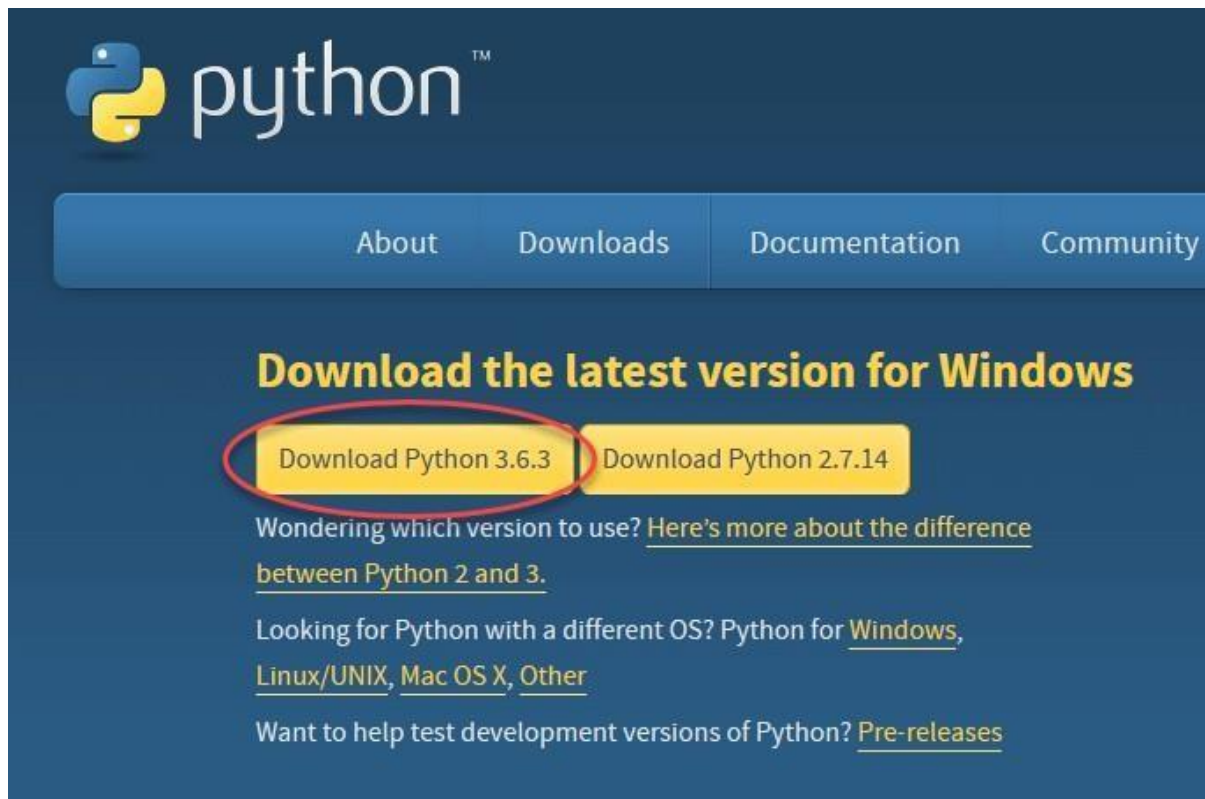 python™
About Downloads Documentation Community
Download the latest version for Windows
Download Python 3.6.3 Download Python 2.7.14
Wondering which version to use? Here's more about the difference
between Python 2 and 3.
Looking for Python with a different OS? Python for Windows,
Linux/UNIX, Mac OS X, Other
Want to help test development versions of Python? Pre-releases